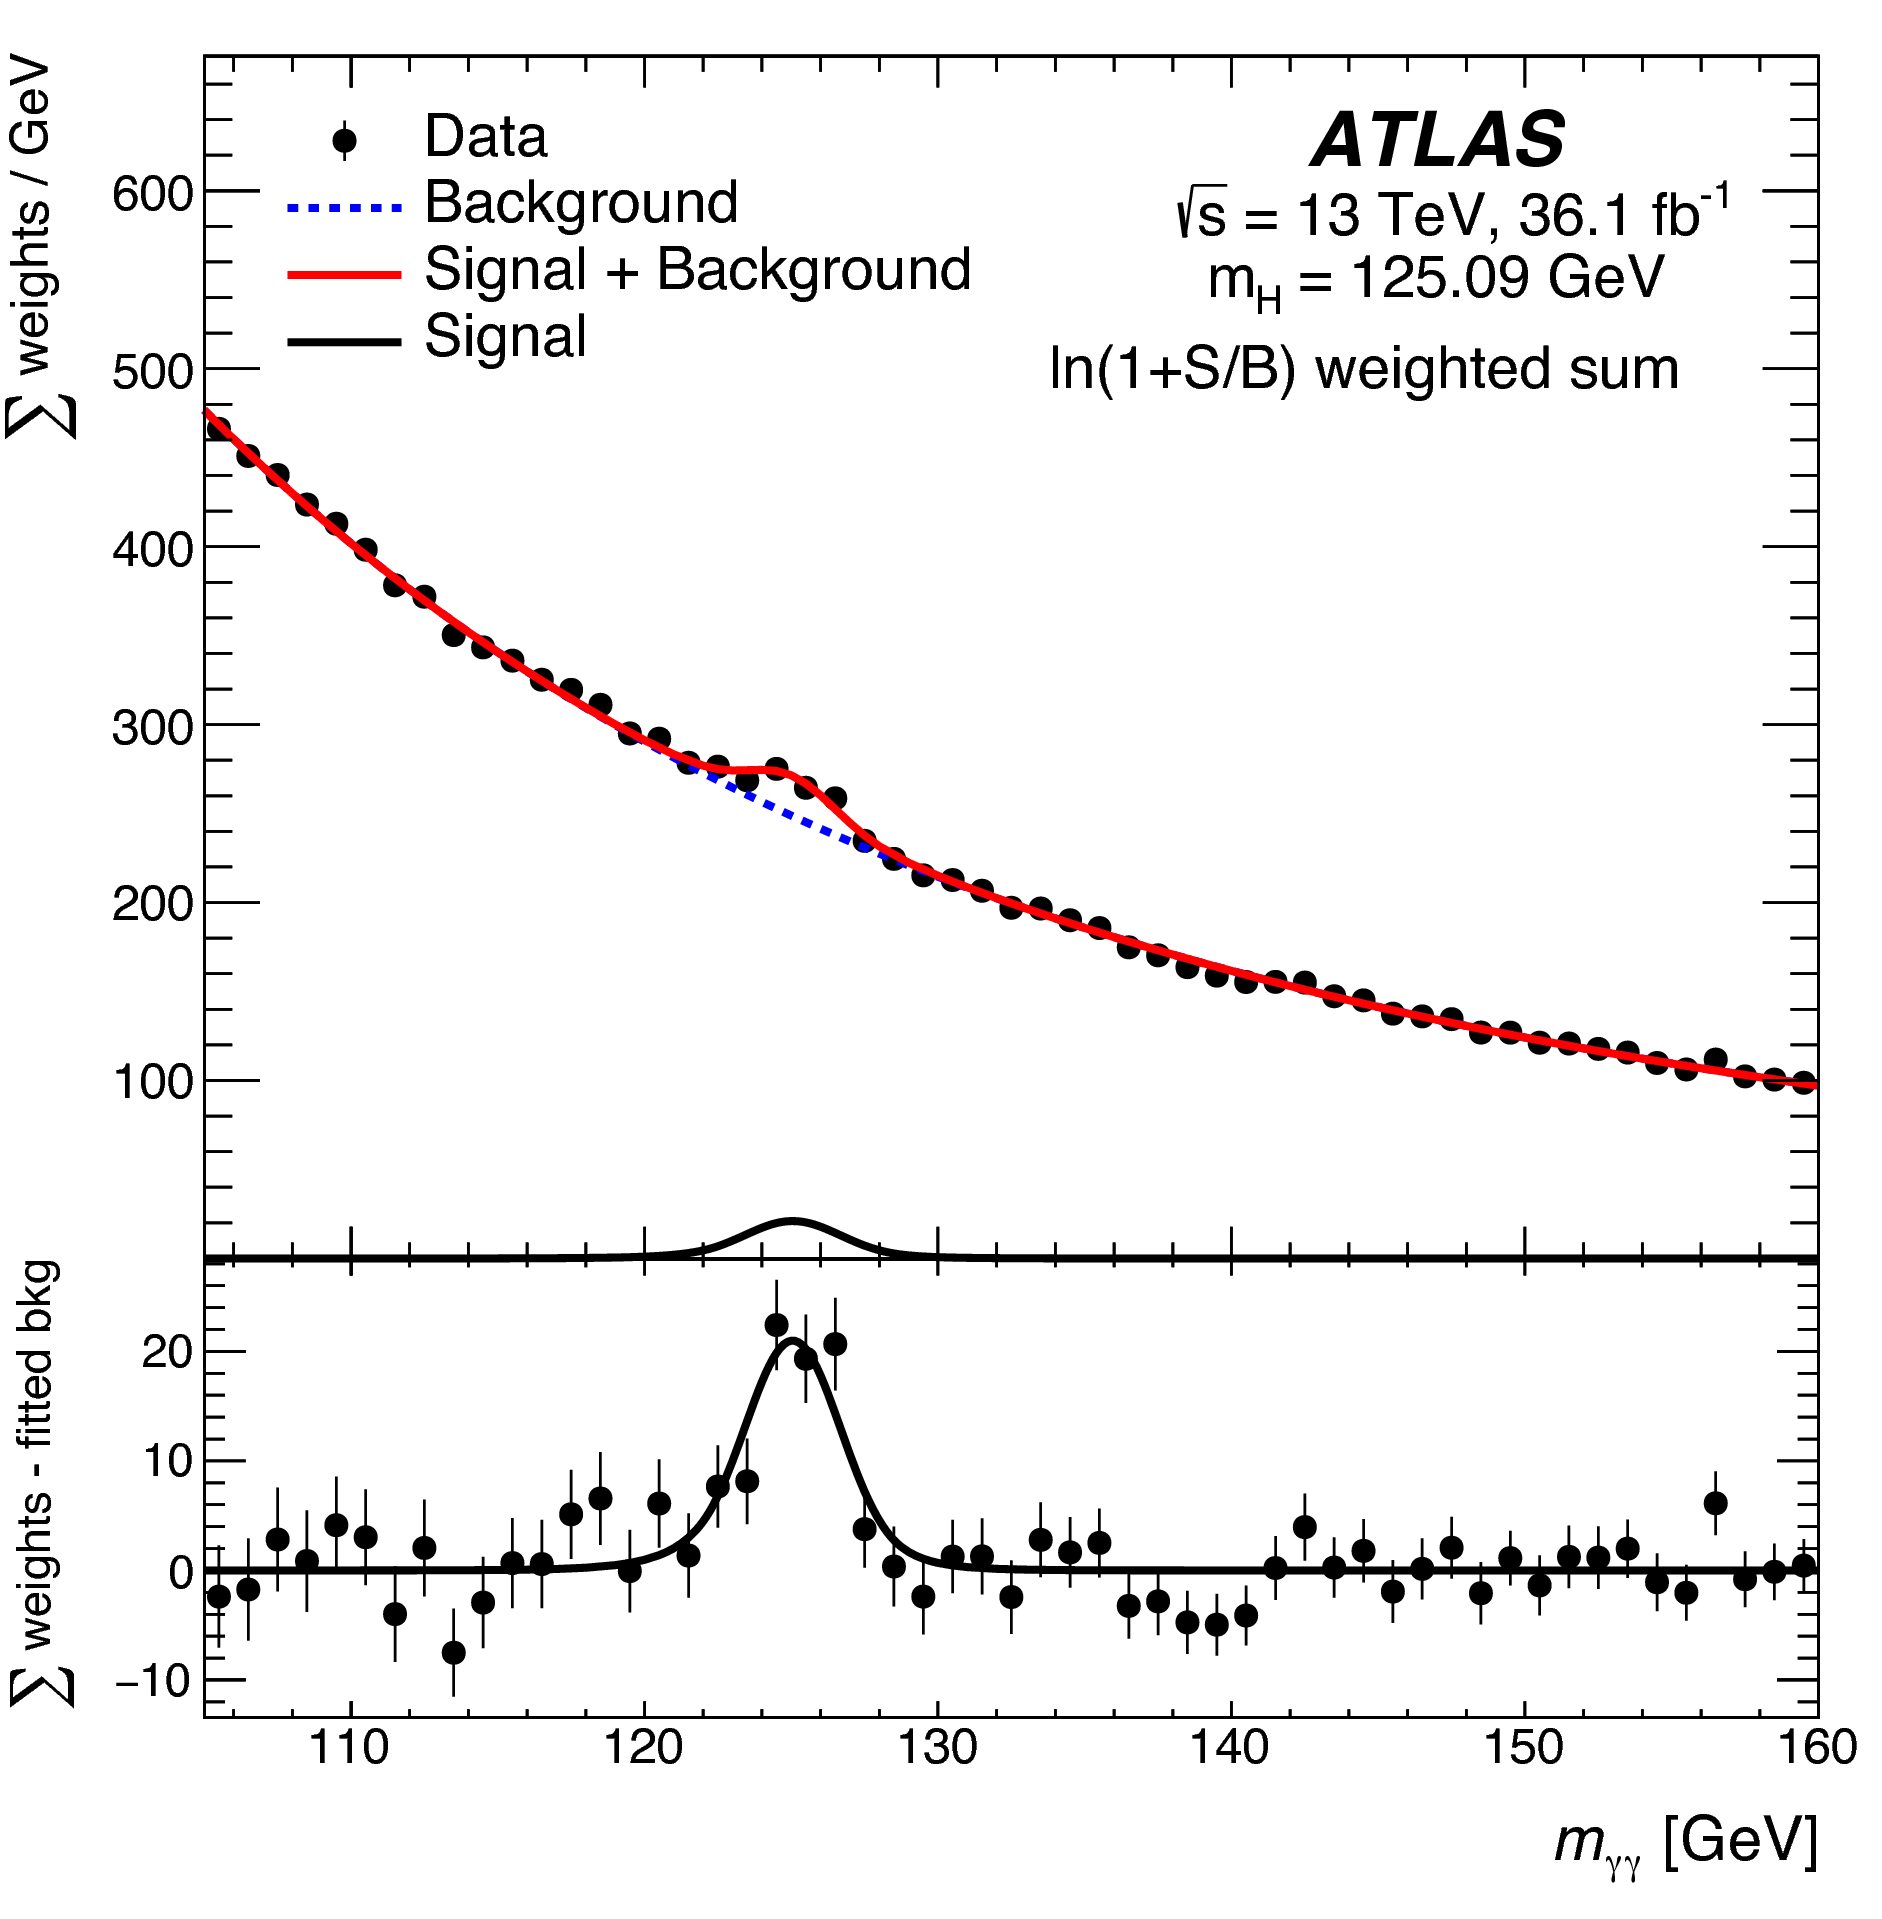 ∑ weights / GeV
600
500
400
300
200
100
Data
Background
Signal + Background
Signal
ATLAS
√s = 13 TeV, 36.1 fb-1
mH = 125.09 GeV
ln(1+S/B) weighted sum
∑ weights - fitted bkg
20
10
0
−10
110 120 130 140 150 160
mγγ [GeV]